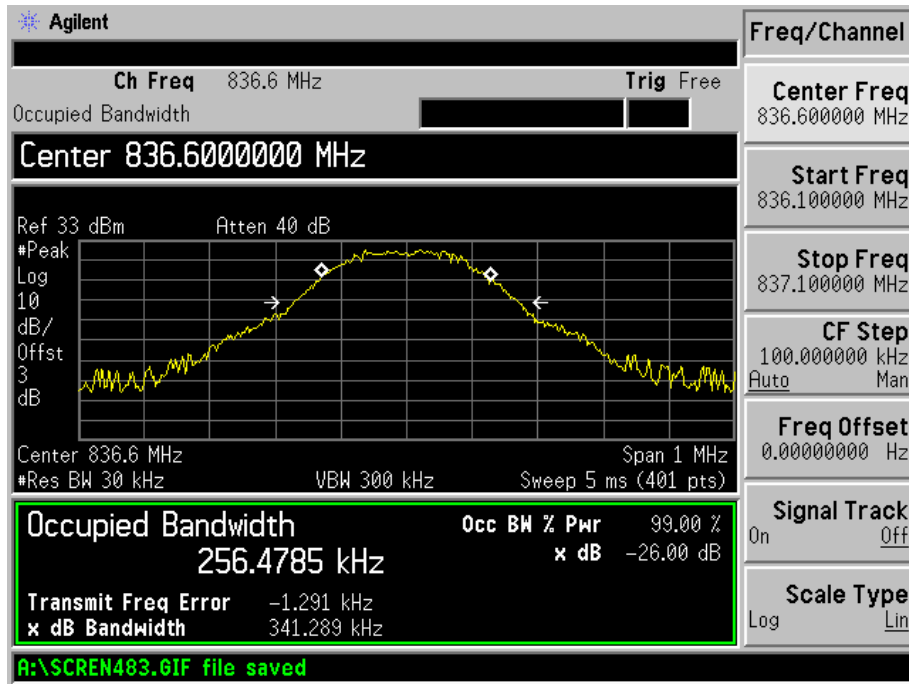 Agilent
Freq/Channel
Ch Freq 836.6 MHz Trig Free
Occupied Bandwidth
Center 836.6000000 MHz
Ref 33 dBm Atten 40 dB
#Peak
Log
10
dB/
Offst
3
dB
Center 836.6 MHz Span 1 MHz
#Res BW 30 kHz VBW 300 kHz Sweep 5 ms (401 pts)
Occupied Bandwidth Occ BW % Pwr 99.00 %
256.4785 kHz x dB -26.00 dB
Transmit Freq Error -1.291 kHz
x dB Bandwidth 341.289 kHz
A:\SCREN483.GIF file saved
Center Freq
836.600000 MHz
Start Freq
836.100000 MHz
Stop Freq
837.100000 MHz
CF Step
100.000000 kHz
Auto Man
Freq Offset
0.00000000 Hz
Signal Track
On Off
Scale Type
Log Lin